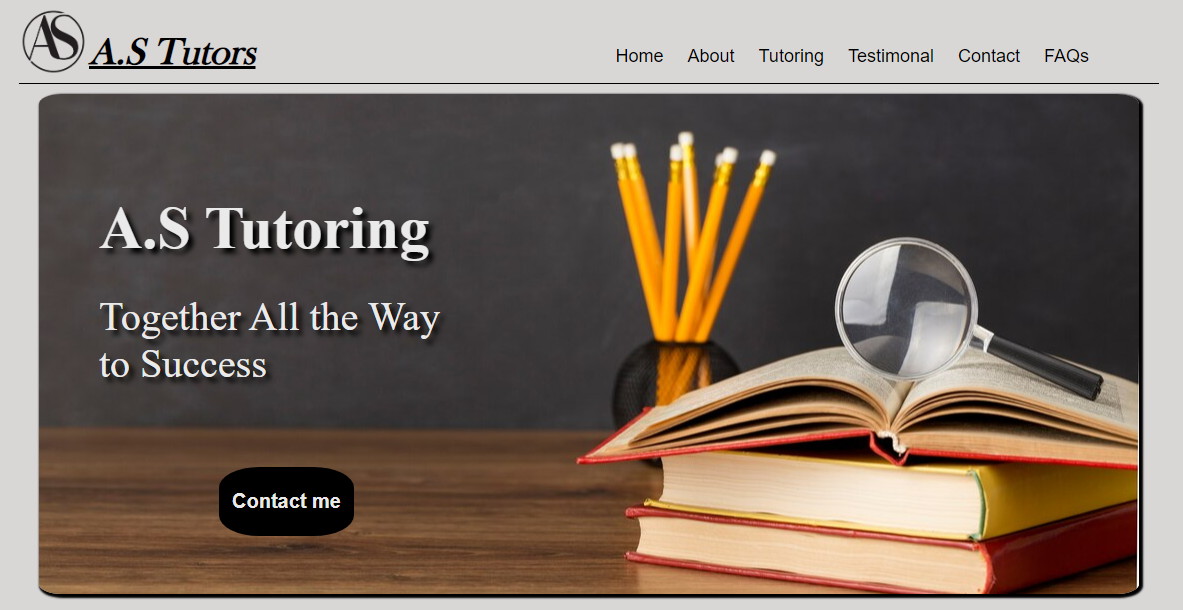 AS A.S Tutors
Home About Tutoring Testimonal Contact FAQs
A.S Tutoring
Together All the Way
to Success
Contact me